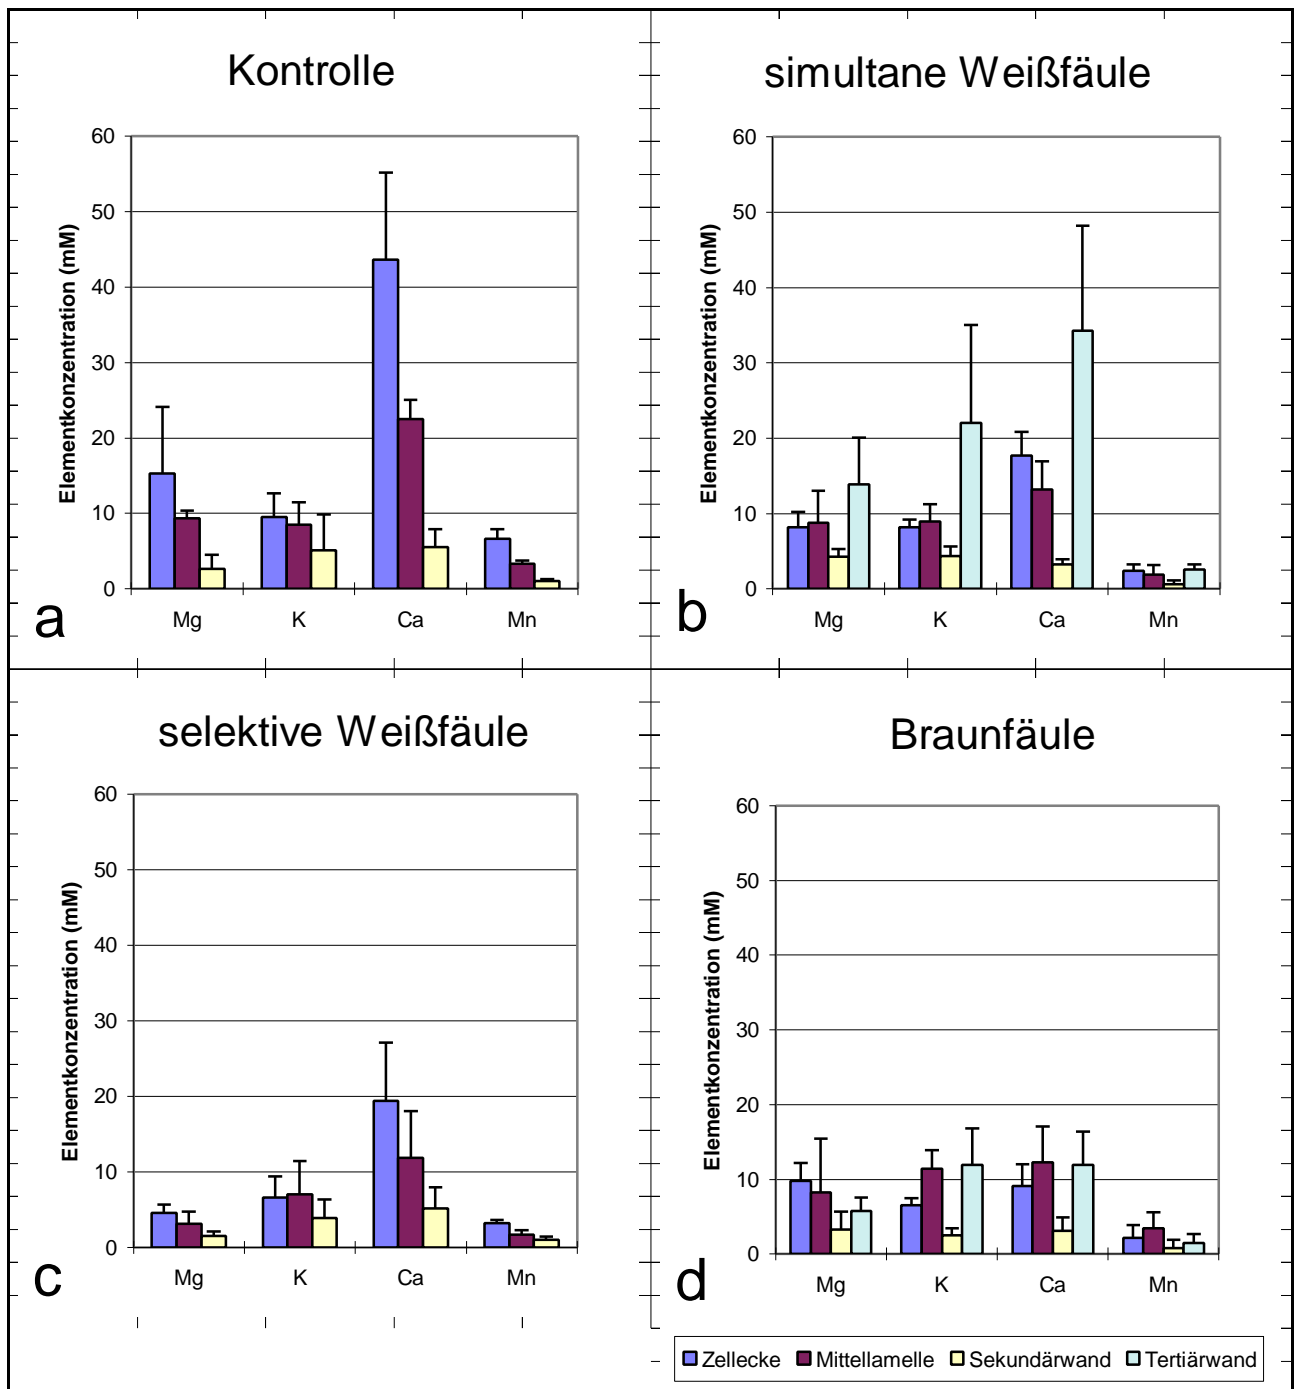 Kontrolle
Elementkonzentration (mM)
60
50
40
30
20
10
0
Mg K Ca Mn
a
simultane Weißfäule
Elementkonzentration (mM)
60
50
40
30
20
10
0
Mg K Ca Mn
b
selektive Weißfäule
Elementkonzentration (mM)
60
50
40
30
20
10
0
Mg K Ca Mn
c
Braunfäule
Elementkonzentration (mM)
60
50
40
30
20
10
0
Mg K Ca Mn
d
Zellecke Mittellamelle Sekundärwand Tertiärwand